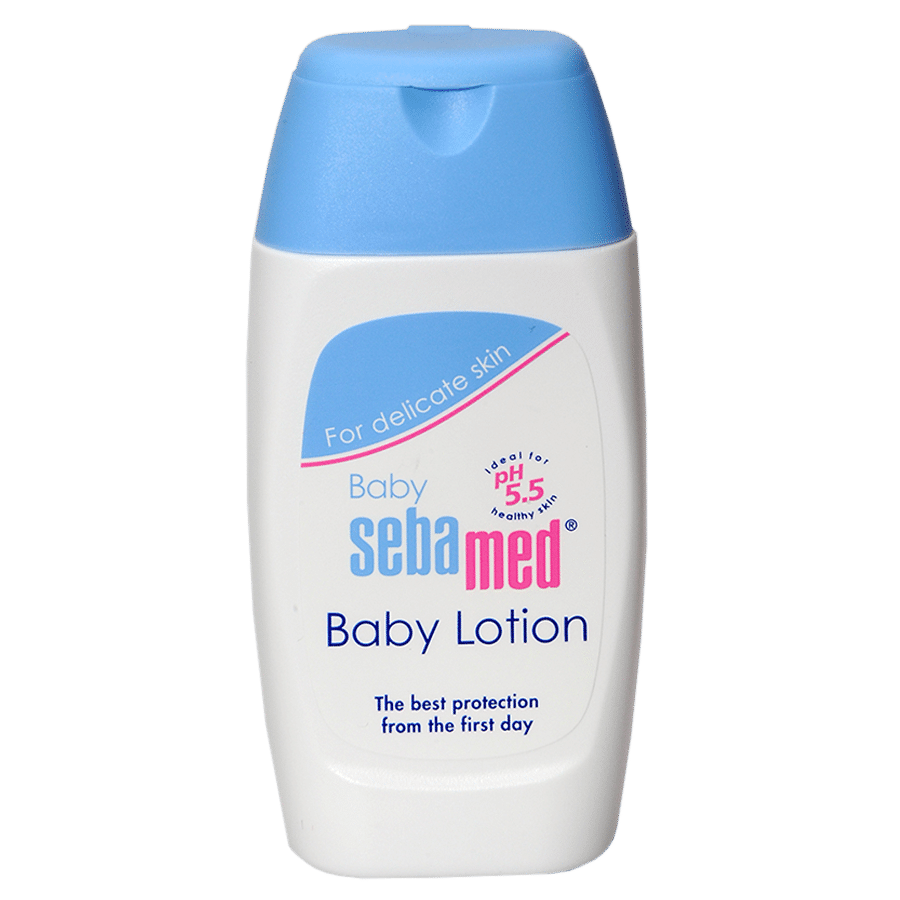 For delicate skin
ideal for
pH
5.5
healthy skin
Baby
sebamed®
Baby Lotion
The best protection
from the first day